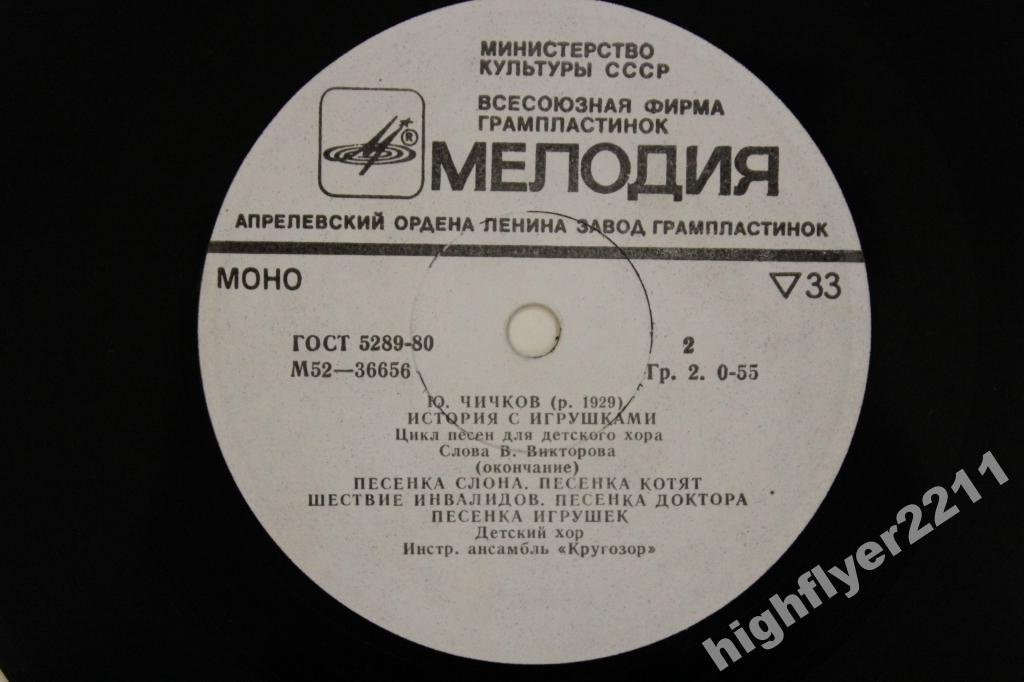 МИНИСТЕРСТВО
КУЛЬТУРЫ СССР
ВСЕСОЮЗНАЯ ФИРМА
ГРАМПЛАСТИНОК
®
МЕЛОДИЯ
АПРЕЛЕВСКИЙ ОРДЕНА ЛЕНИНА ЗАВОД ГРАМПЛАСТИНОК
МОНО ▽33
ГОСТ 5289-80 2
М52—36656 Гр. 2. 0-55
Ю. ЧИЧКОВ (р. 1929)
ИСТОРИЯ С ИГРУШКАМИ
Цикл песен для детского хора
Слова В. Викторова
(окончание)
ПЕСЕНКА СЛОНА. ПЕСЕНКА КОТЯТ
ШЕСТВИЕ ИНВАЛИДОВ. ПЕСЕНКА ДОКТОРА
ПЕСЕНКА ИГРУШЕК
Детский хор
Инстр. ансамбль «Кругозор»
highflyer2211